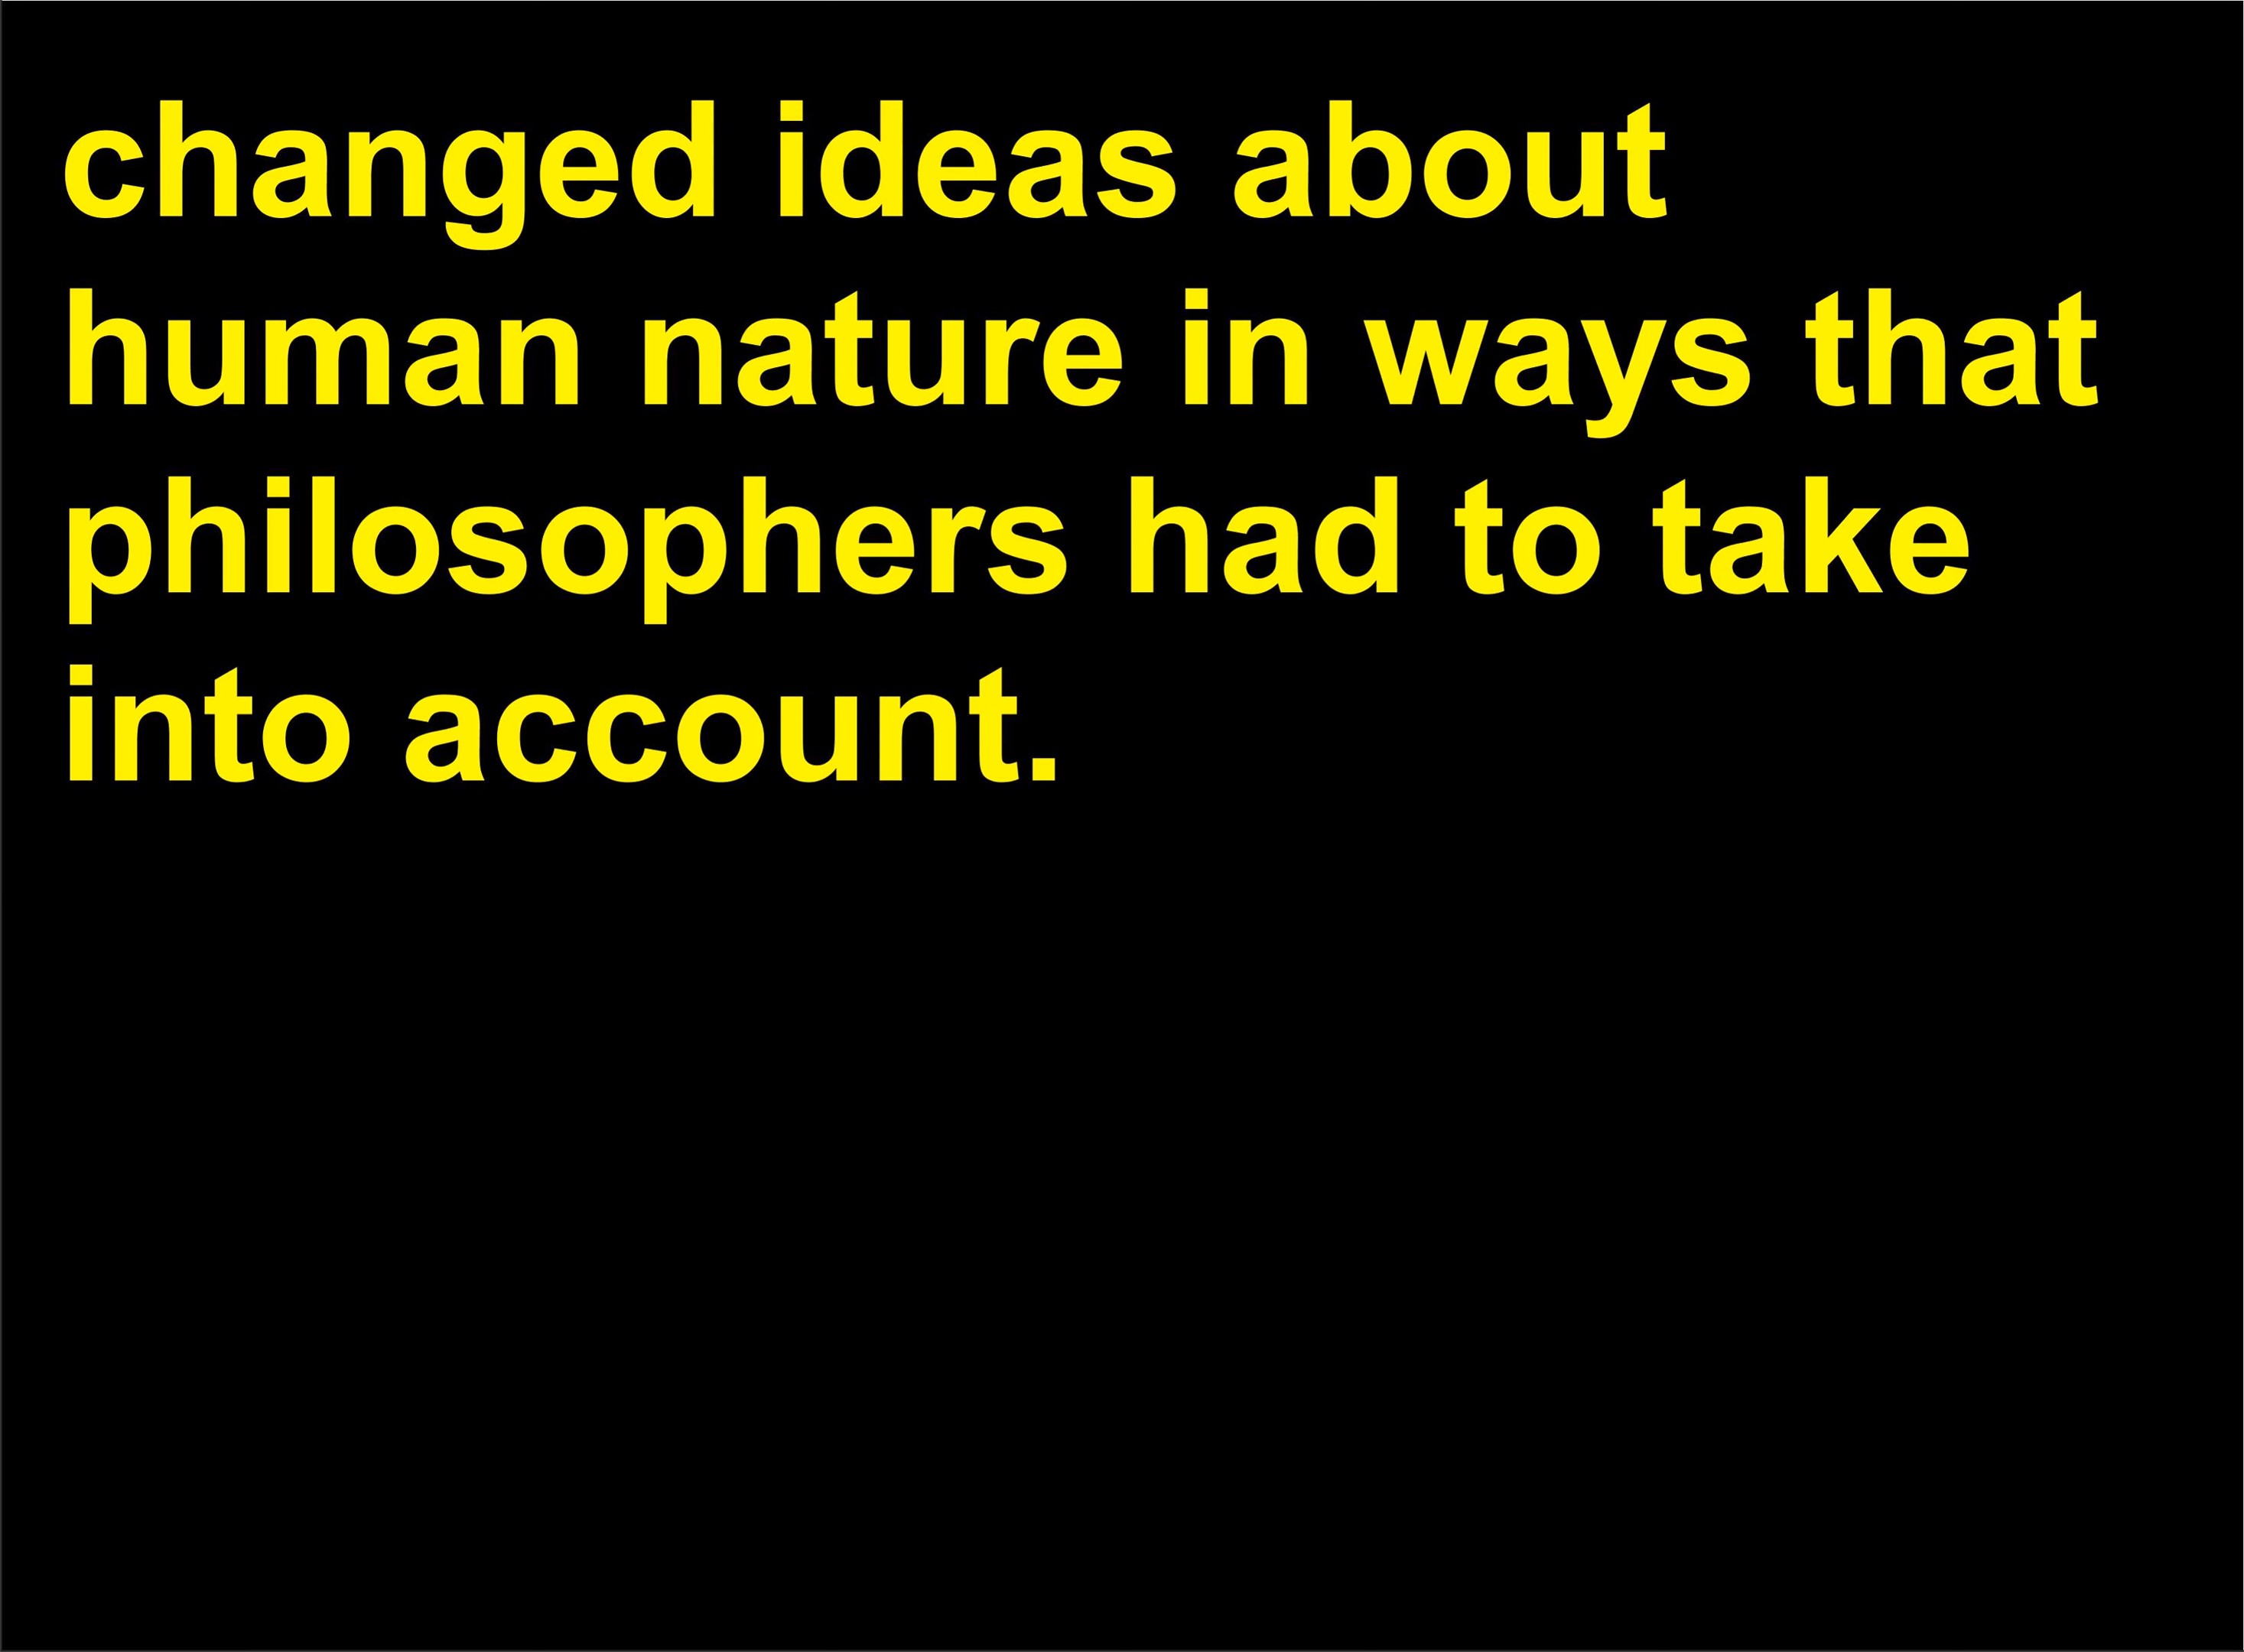 changed ideas about
human nature in ways that
philosophers had to take
into account.